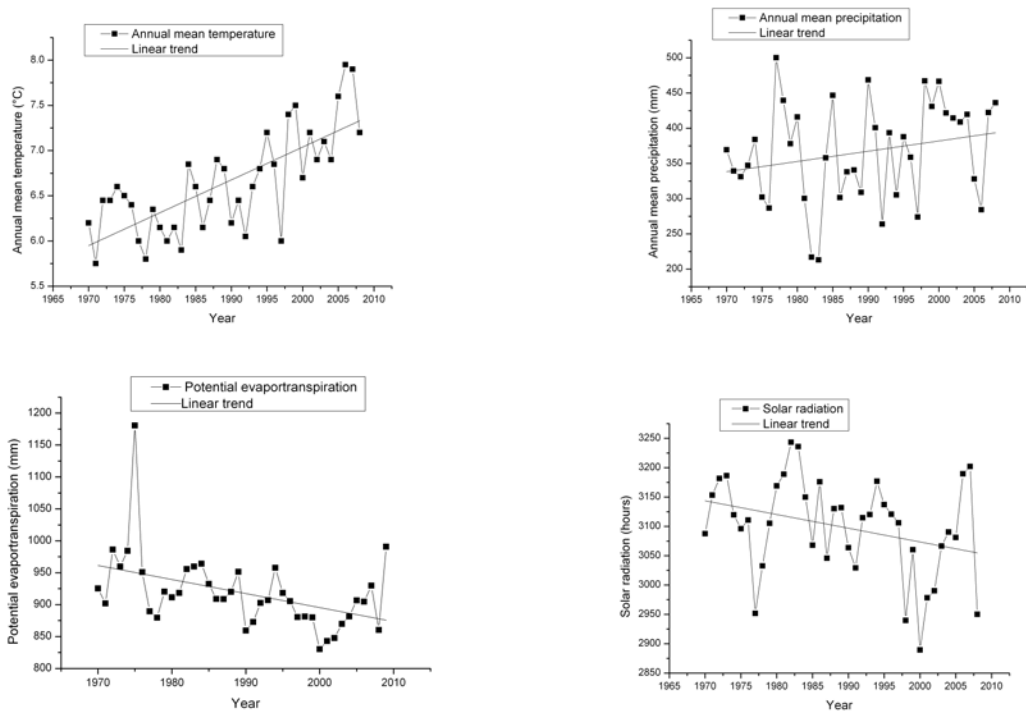 Annual mean temperature
Linear trend
8.0
7.5
7.0
6.5
6.0
5.5
Annual mean temperature (°C)
1965 1970 1975 1980 1985 1990 1995 2000 2005 2010
Year
Annual mean precipitation
Linear trend
500
450
400
350
300
250
Annual mean precipitation (mm)
1965 1970 1975 1980 1985 1990 1995 2000 2005 2010
Year
Potential evaportranspiration
Linear trend
1200
1150
1100
1050
1000
950
900
850
800
Potential evaportranspiration (mm)
1970 1980 1990 2000 2010
Year
Solar radiation
Linear trend
3250
3200
3150
3100
3050
3000
2950
2900
2850
Solar radiation (hours)
1965 1970 1975 1980 1985 1990 1995 2000 2005 2010
Year